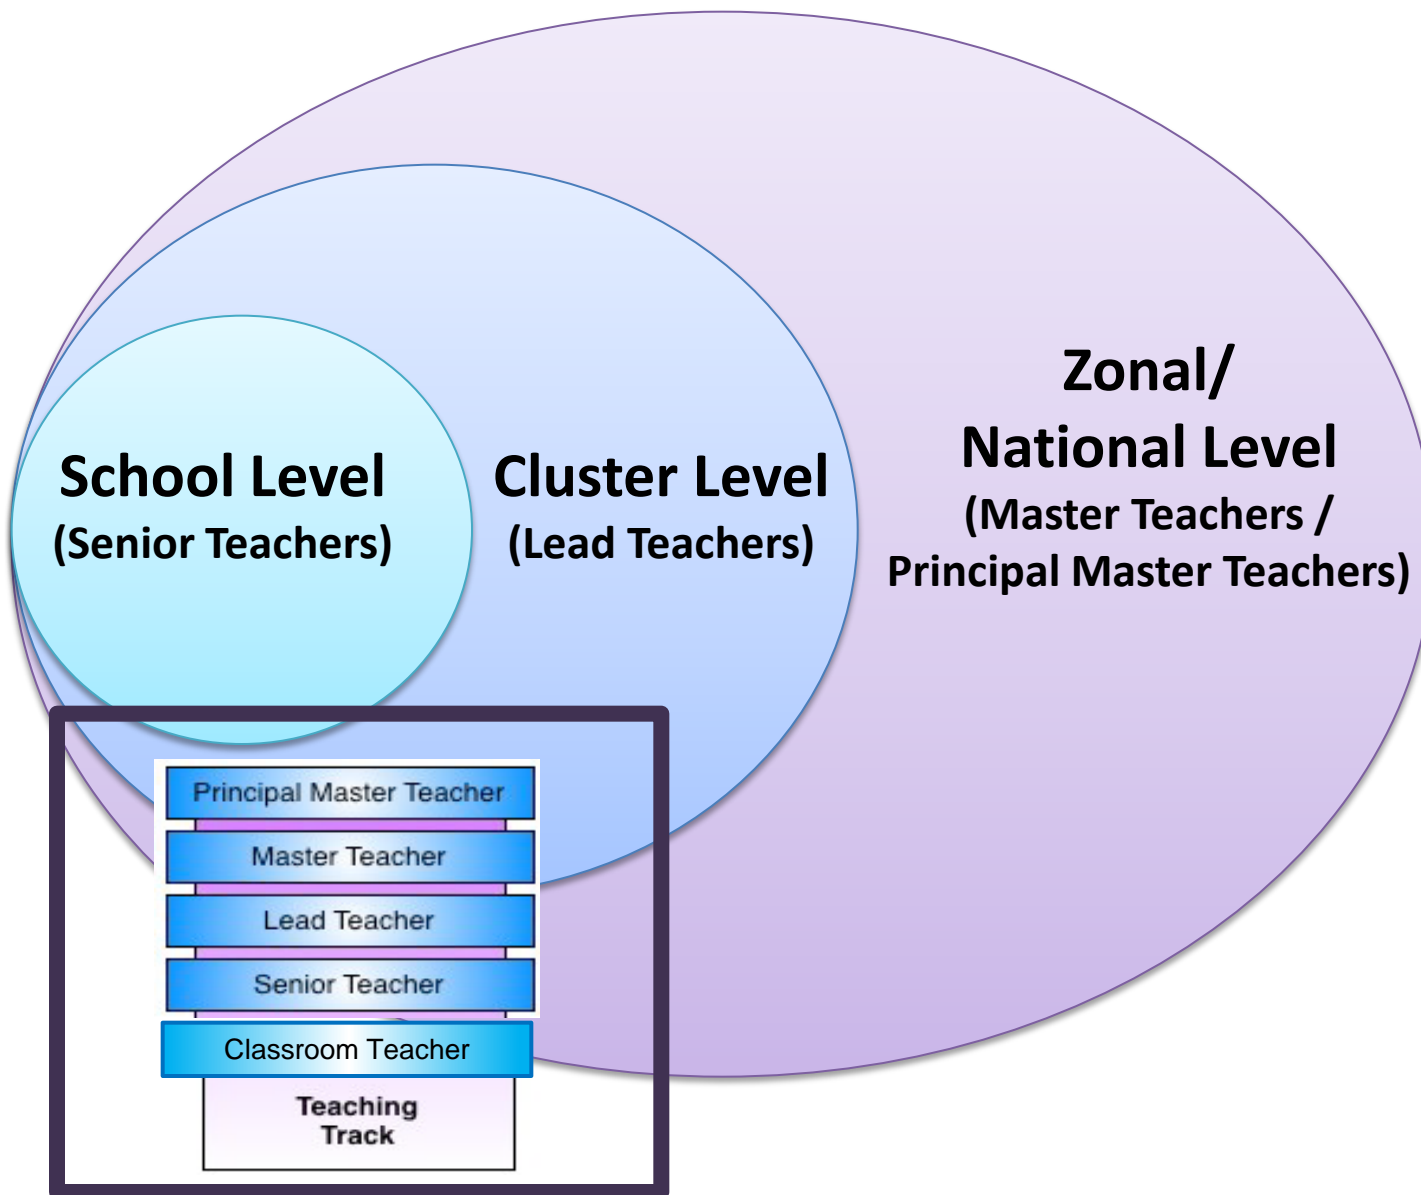 School Level
(Senior Teachers)
Cluster Level
(Lead Teachers)
Zonal/
National Level
(Master Teachers /
Principal Master Teachers)
Principal Master Teacher
Master Teacher
Lead Teacher
Senior Teacher
Classroom Teacher
Teaching
Track